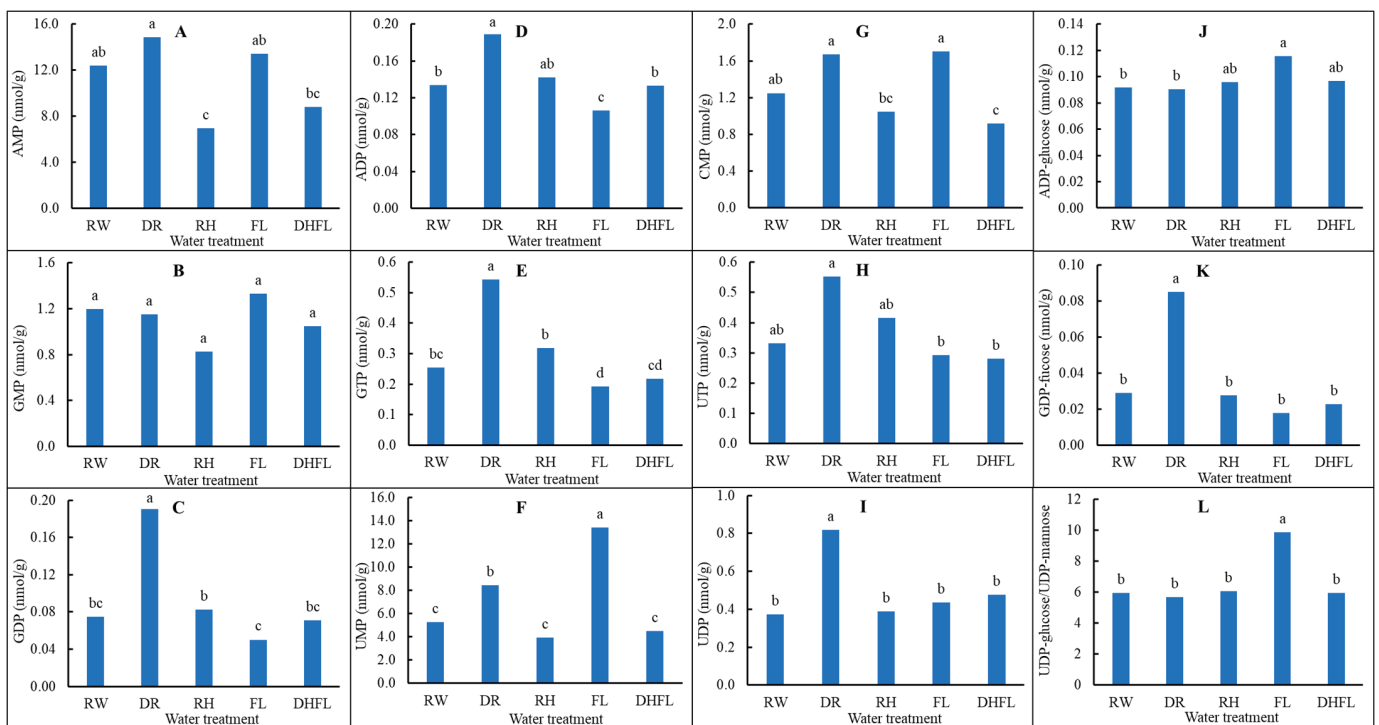 A
AMP (nmol/g)
16.0
12.0
8.0
4.0
0.0
ab
a
c
ab
bc
RW DR RH FL DHFL
Water treatment
D
ADP (nmol/g)
0.20
0.16
0.12
0.08
0.04
0.00
b
a
ab
c
b
RW DR RH FL DHFL
Water treatment
G
CMP (nmol/g)
2.0
1.6
1.2
0.8
0.4
0.0
ab
a
bc
a
c
RW DR RH FL DHFL
Water treatment
J
ADP-glucose (nmol/g)
0.14
0.12
0.10
0.08
0.06
0.04
0.02
0.00
b
b
ab
a
ab
RW DR RH FL DHFL
Water treatment
B
GMP (nmol/g)
1.6
1.2
0.8
0.4
0.0
a
a
a
a
a
RW DR RH FL DHFL
Water treatment
E
GTP (nmol/g)
0.6
0.5
0.4
0.3
0.2
0.1
0.0
bc
a
b
d
cd
RW DR RH FL DHFL
Water treatment
H
UTP (nmol/g)
0.6
0.5
0.4
0.3
0.2
0.1
0.0
ab
a
ab
b
b
RW DR RH FL DHFL
Water treatment
K
GDP-fucose (nmol/g)
0.10
0.08
0.06
0.04
0.02
0.00
b
a
b
b
b
RW DR RH FL DHFL
Water treatment
C
GDP (nmol/g)
0.20
0.16
0.12
0.08
0.04
0.00
bc
a
b
c
bc
RW DR RH FL DHFL
Water treatment
F
UMP (nmol/g)
16.0
14.0
12.0
10.0
8.0
6.0
4.0
2.0
0.0
c
b
c
a
c
RW DR RH FL DHFL
Water treatment
I
UDP (nmol/g)
1.0
0.8
0.6
0.4
0.2
0.0
b
a
b
b
b
RW DR RH FL DHFL
Water treatment
L
UDP-glucose/UDP-mannose
12
10
8
6
4
2
0
b
b
b
a
b
RW DR RH FL DHFL
Water treatment